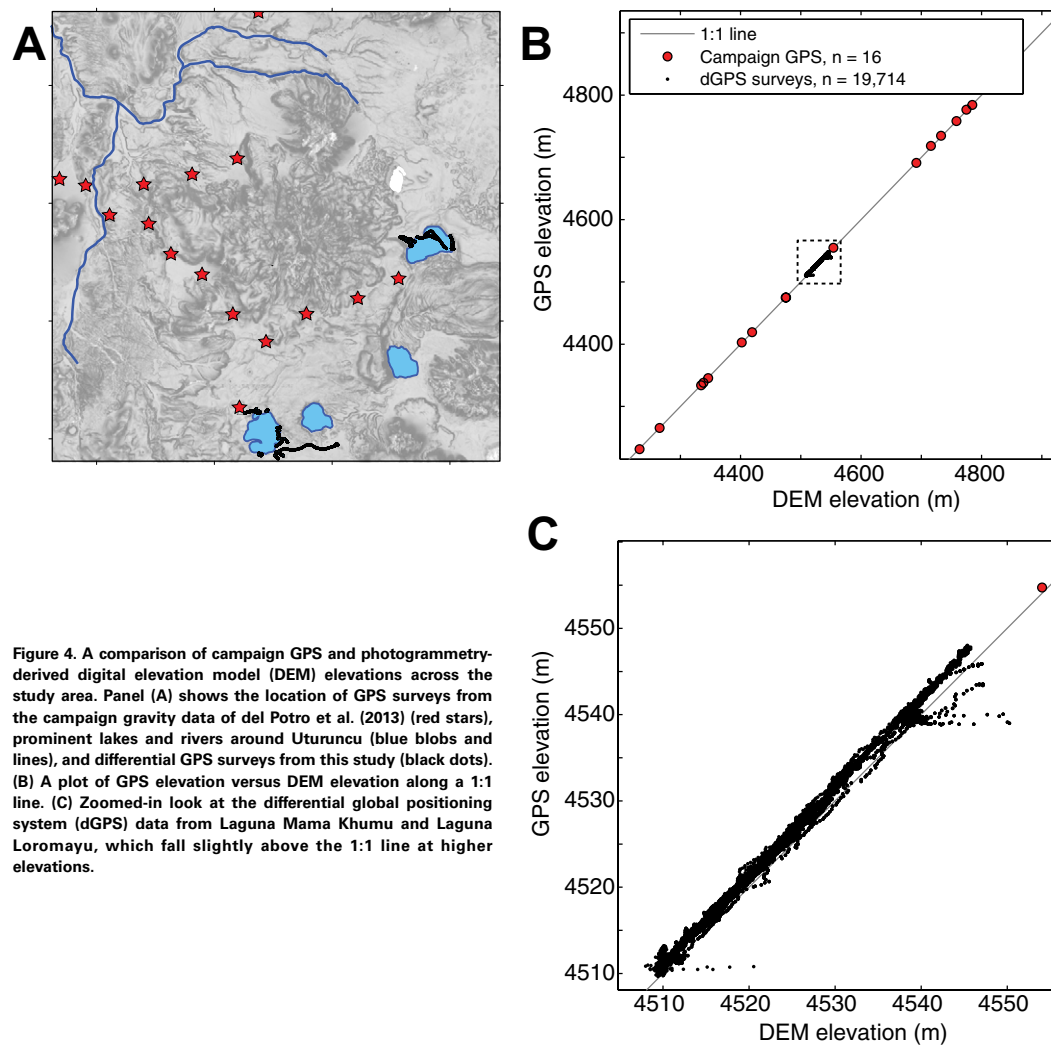 A
B
1:1 line
Campaign GPS, n = 16
dGPS surveys, n = 19,714
GPS elevation (m)
4800
4600
4400
4400 4600 4800
DEM elevation (m)
C
GPS elevation (m)
4550
4540
4530
4520
4510
4510 4520 4530 4540 4550
DEM elevation (m)
Figure 4. A comparison of campaign GPS and photogrammetry-
derived digital elevation model (DEM) elevations across the
study area. Panel (A) shows the location of GPS surveys from
the campaign gravity data of del Potro et al. (2013) (red stars),
prominent lakes and rivers around Uturuncu (blue blobs and
lines), and differential GPS surveys from this study (black dots).
(B) A plot of GPS elevation versus DEM elevation along a 1:1
line. (C) Zoomed-in look at the differential global positioning
system (dGPS) data from Laguna Mama Khumu and Laguna
Loromayu, which fall slightly above the 1:1 line at higher
elevations.